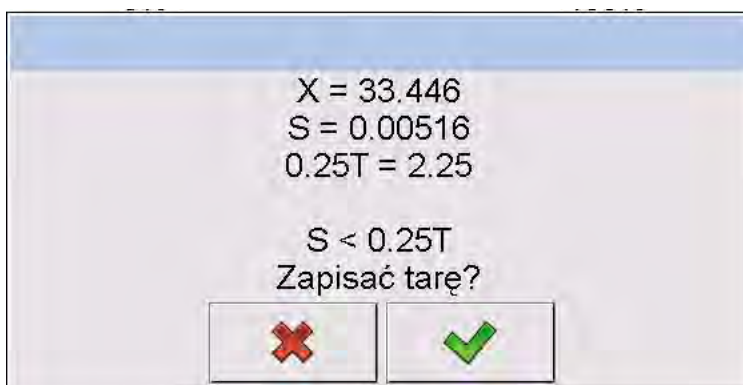 X = 33.446
S = 0.00516
0.25T = 2.25
S < 0.25T
Zapisać tarę?